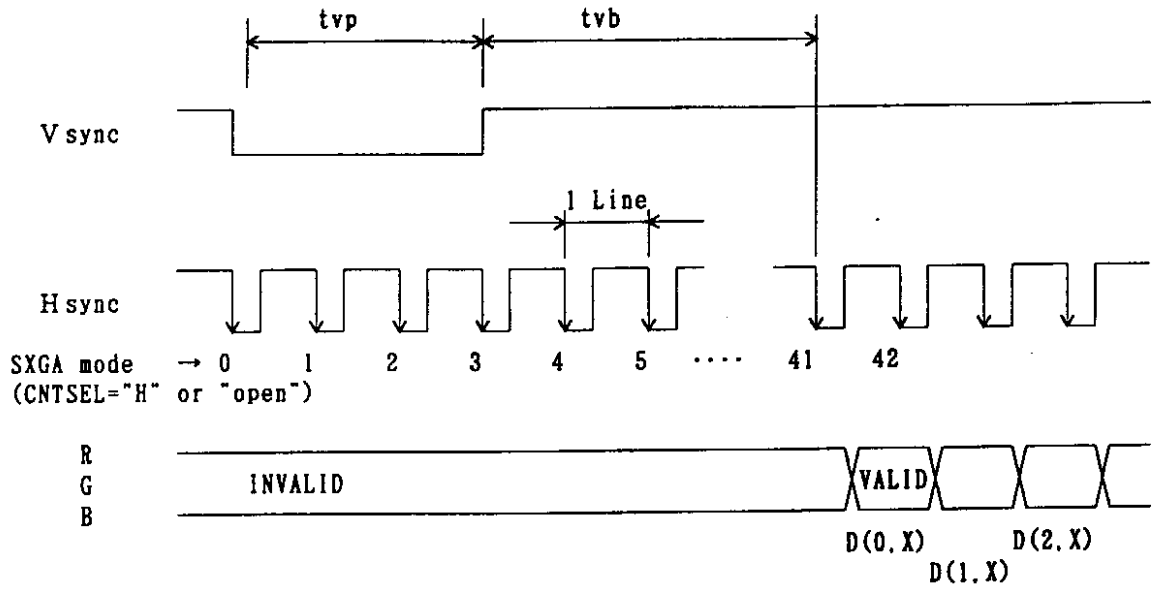 tvp tvb
V sync
1 Line
H sync
SXGA mode → 0 1 2 3 4 5 ···· 41 42
(CNTSEL="H" or "open")
R
G INVALID VALID
B
D(0,X) D(2,X)
D(1,X)